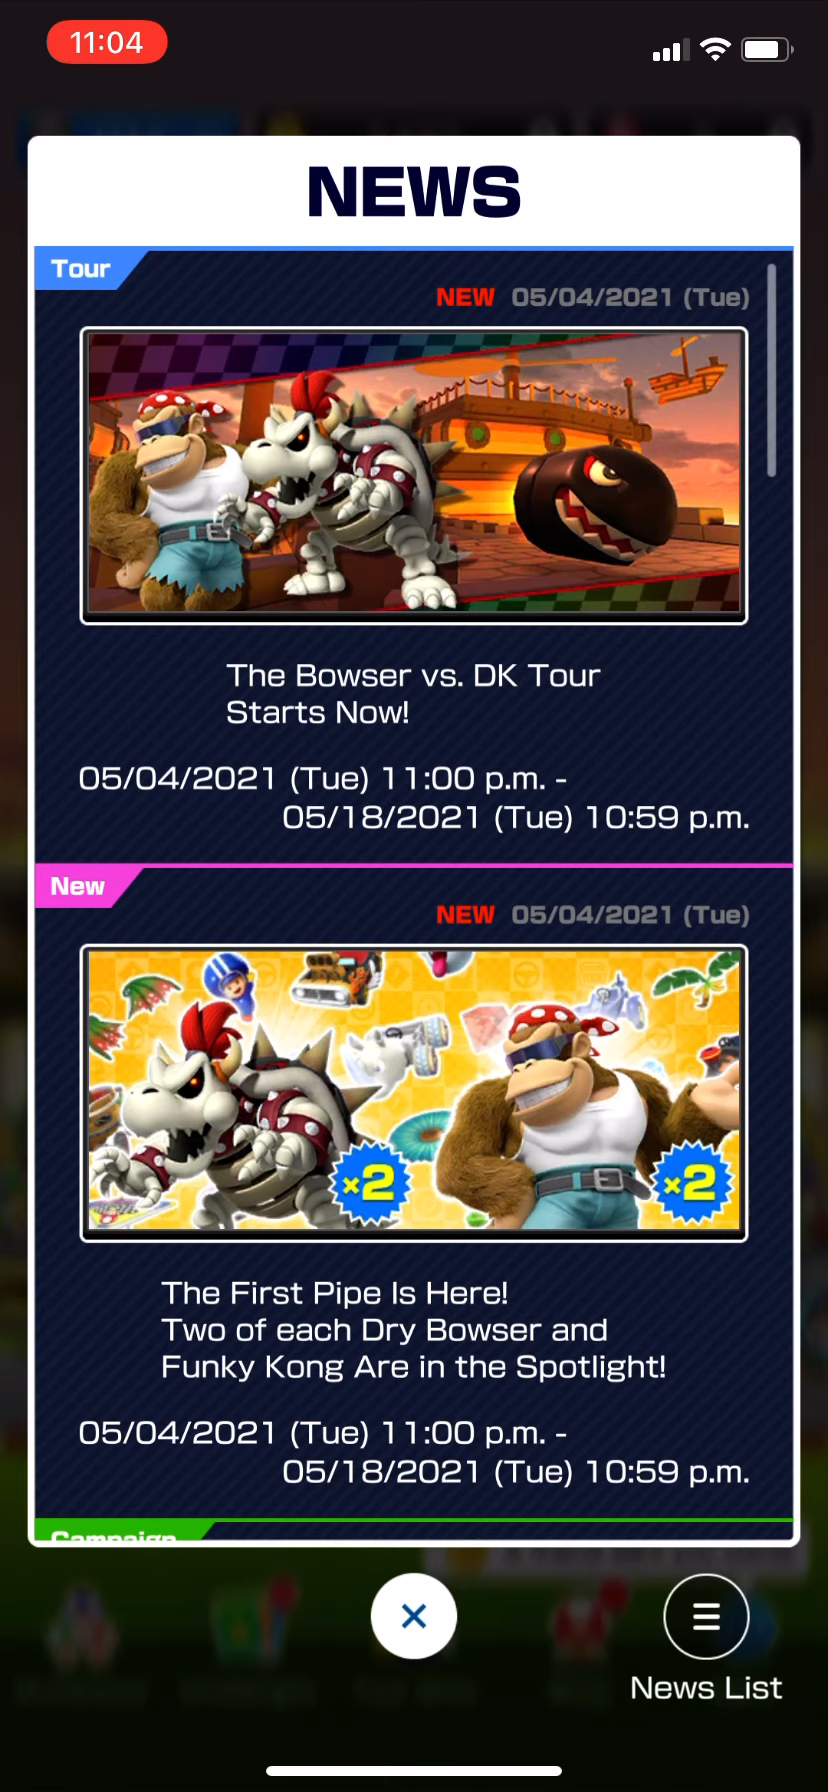 11:04
NEWS
Tour
NEW 05/04/2021 (Tue)
The Bowser vs. DK Tour
Starts Now!
05/04/2021 (Tue) 11:00 p.m. -
05/18/2021 (Tue) 10:59 p.m.
New
NEW 05/04/2021 (Tue)
×2
×2
The First Pipe Is Here!
Two of each Dry Bowser and
Funky Kong Are in the Spotlight!
05/04/2021 (Tue) 11:00 p.m. -
05/18/2021 (Tue) 10:59 p.m.
Campaign
News List